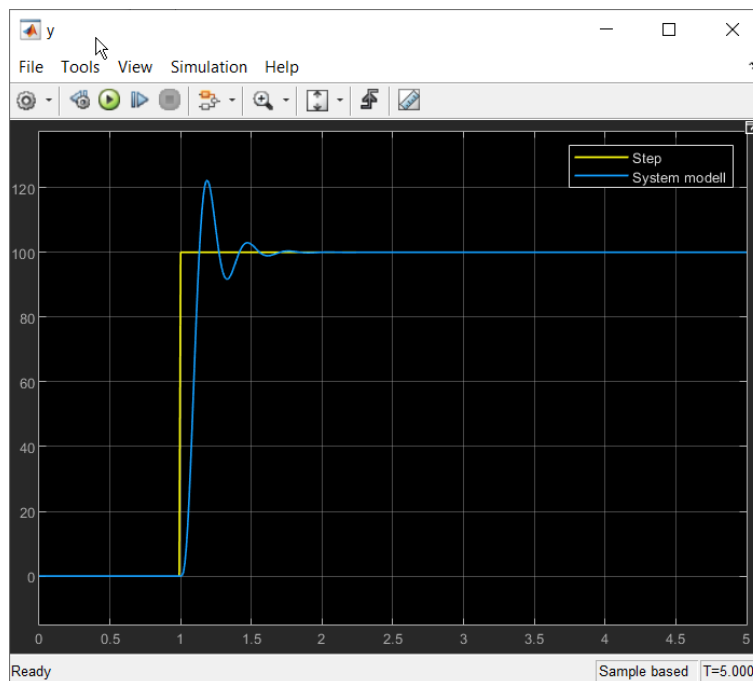 y
File Tools View Simulation Help
Step
System modell
120
100
80
60
40
20
0
0 0.5 1 1.5 2 2.5 3 3.5 4 4.5 5
Ready Sample based T=5.000